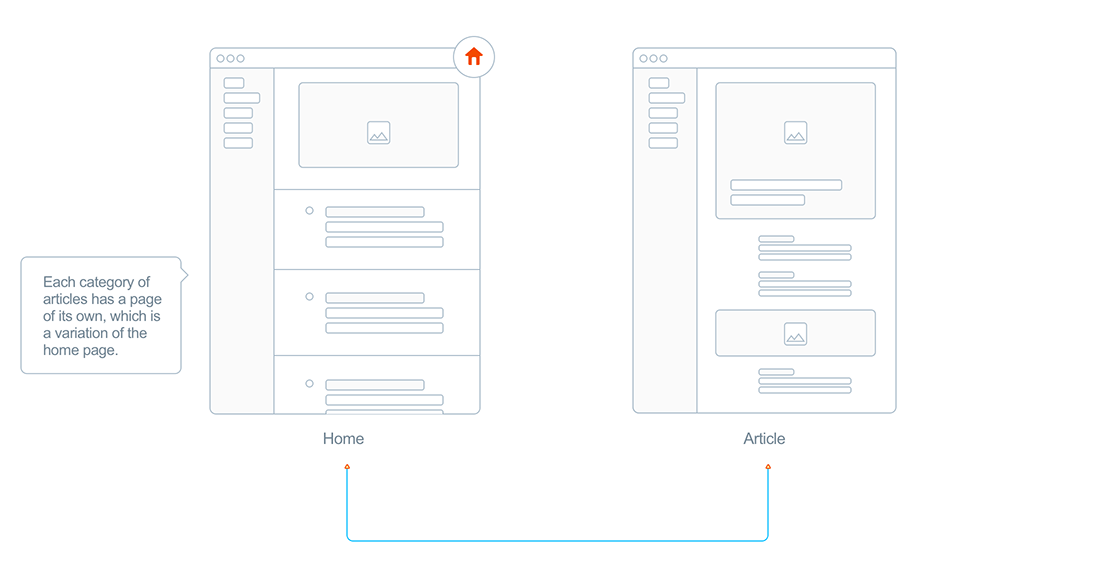 Each category of
articles has a page
of its own, which is
a variation of the
home page.
Home
Article